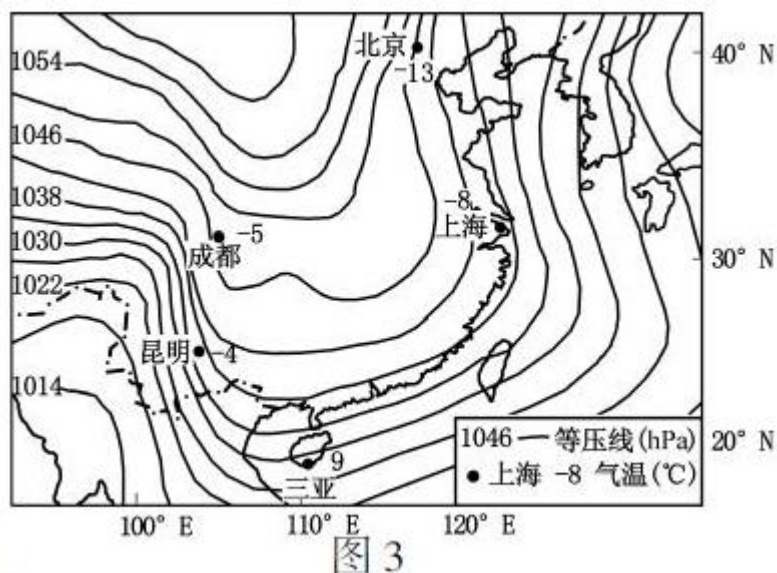 北京
-13
40° N
1054
1046
1038
1030
1022
1014
-8
上海
-5
成都
30° N
昆明
-4
1046 — 等压线(hPa)
● 上海 -8 气温(℃)
20° N
9
三亚
100° E
110° E
120° E
图 3